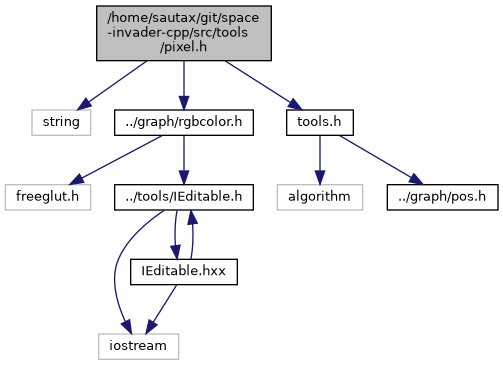 /home/sautax/git/space
-invader-cpp/src/tools
/pixel.h
string
../graph/rgbcolor.h
tools.h
freeglut.h
../tools/IEditable.h
algorithm
../graph/pos.h
IEditable.hxx
iostream